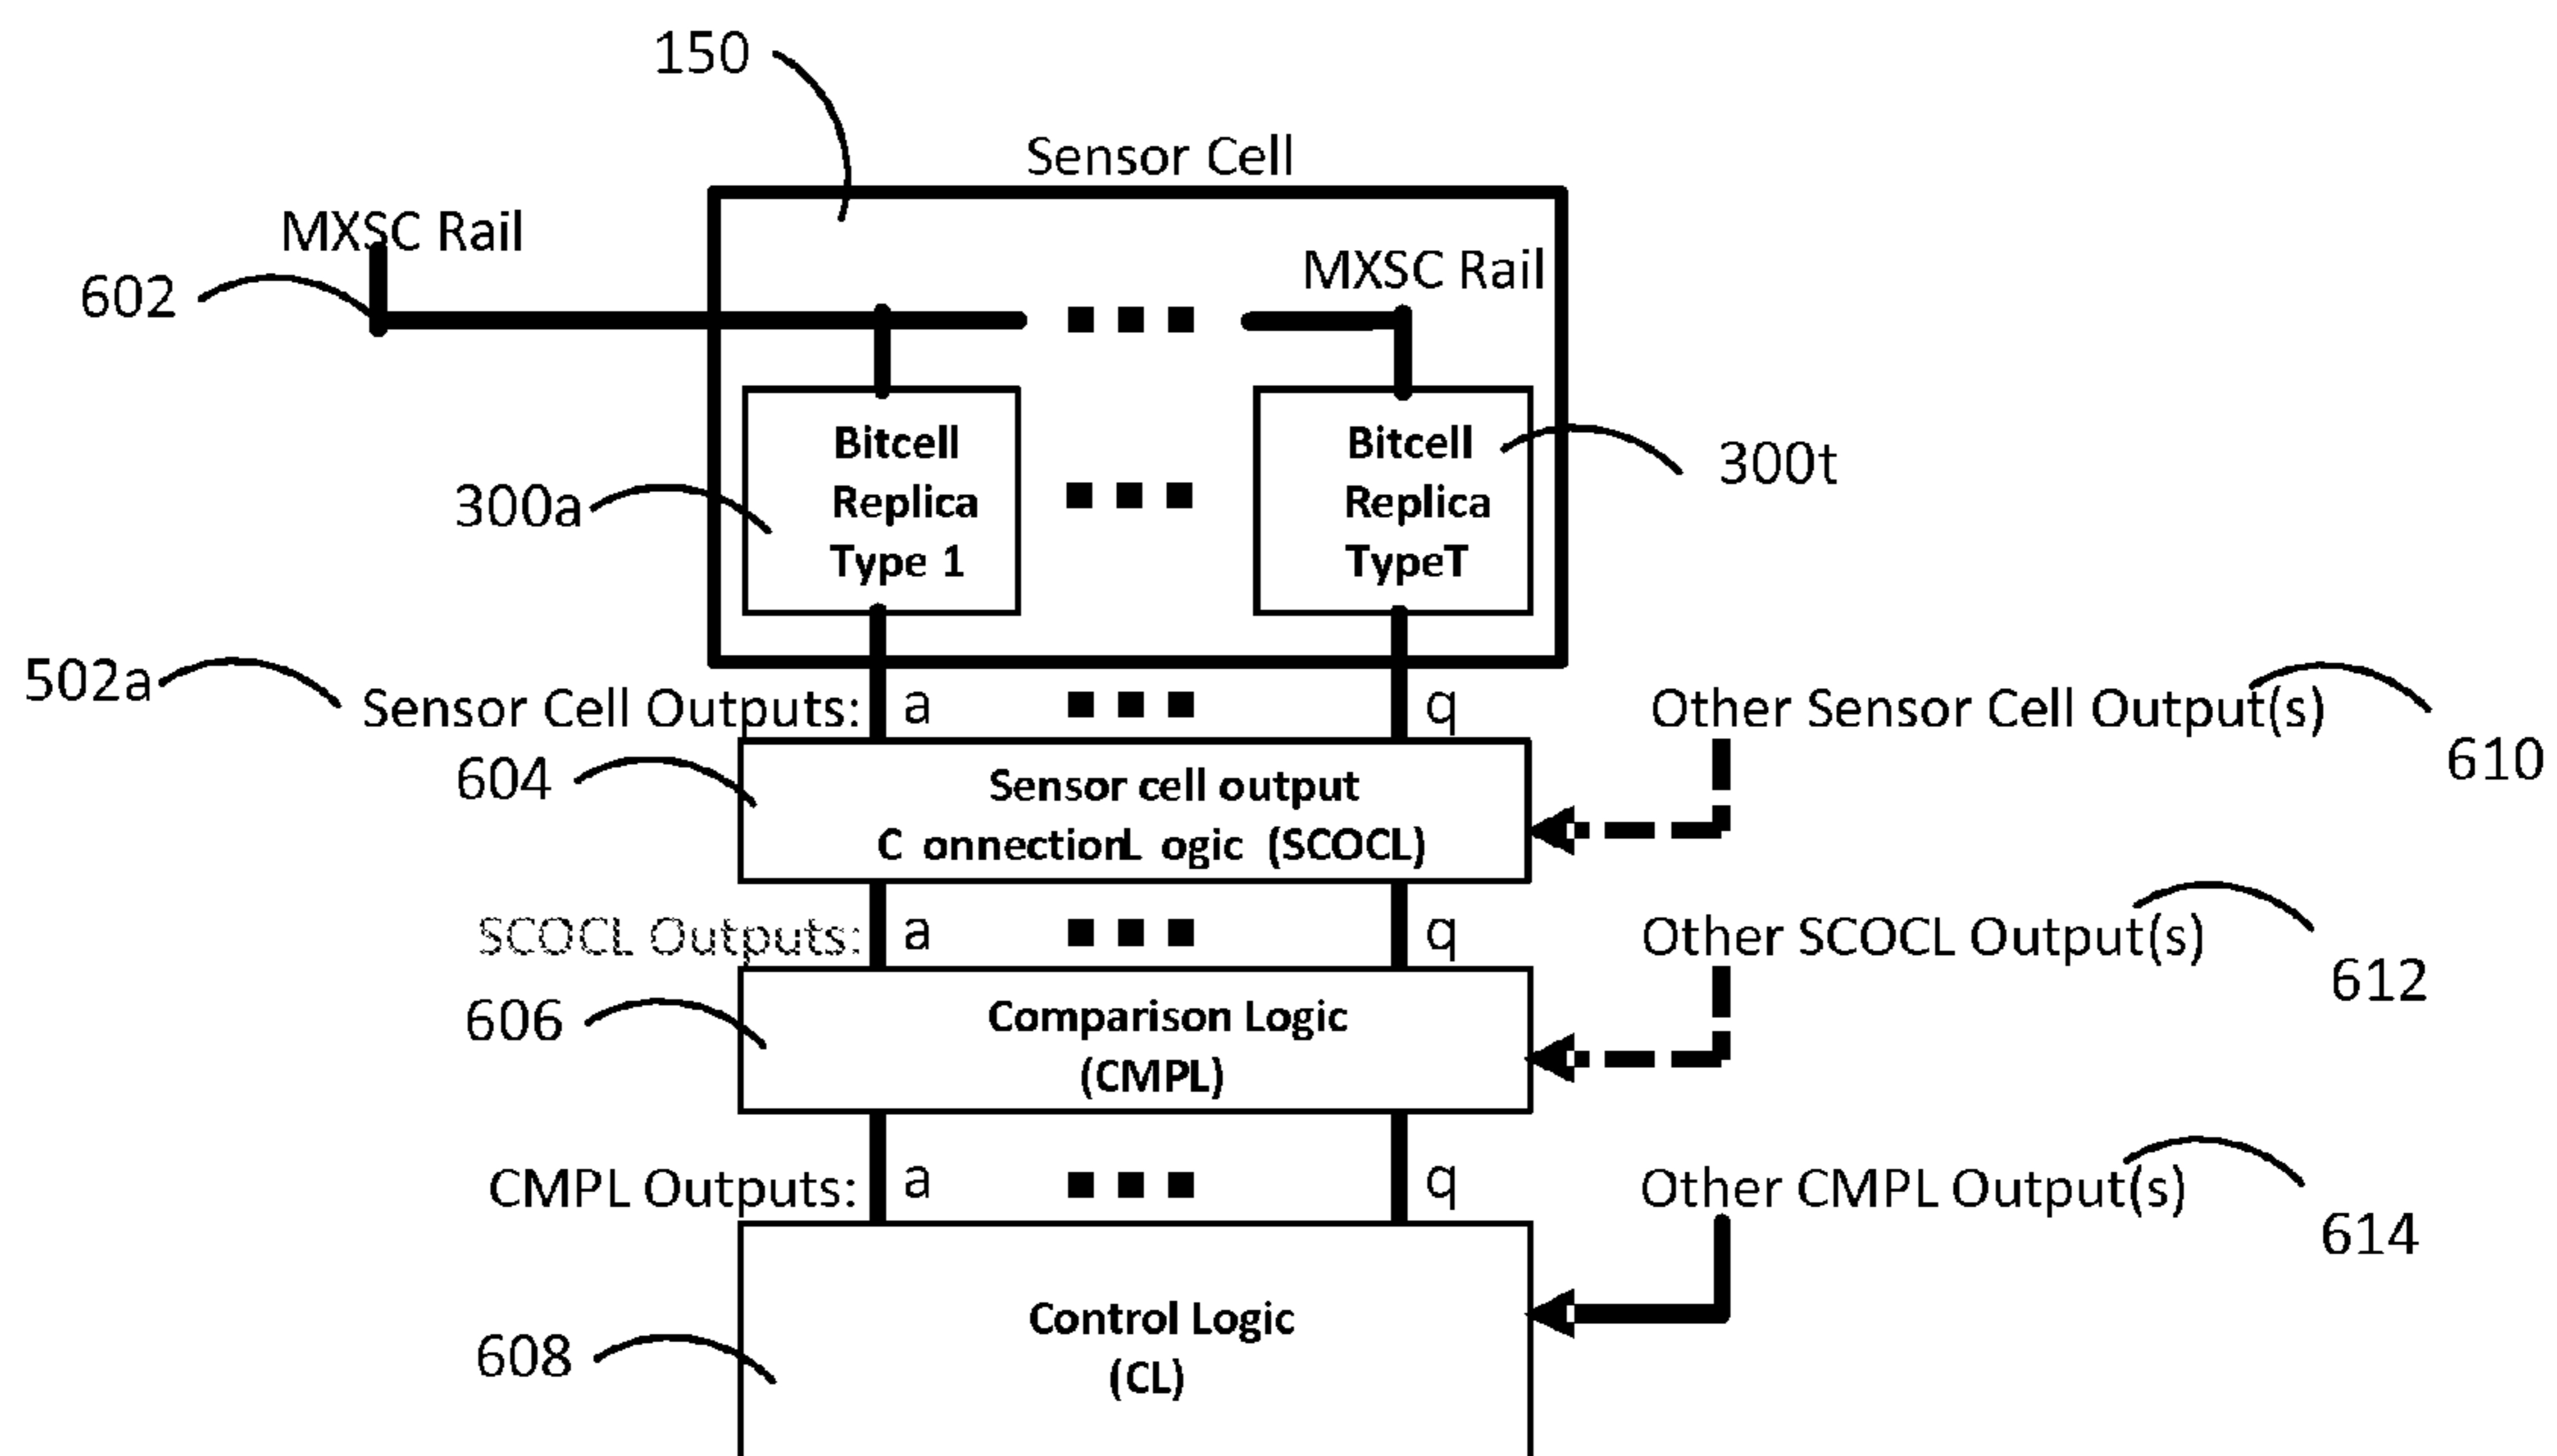 150
Sensor Cell
MXSC Rail
MXSC Rail
602
Bitcell
Replica
Type 1
Bitcell
Replica
TypeT
300a
300t
502a
Sensor Cell Outputs:
a
q
Other Sensor Cell Output(s)
610
604
Sensor cell output
C onnectionL ogic (SCOCL)
SCOCL Outputs:
a
q
Other SCOCL Output(s)
612
606
Comparison Logic
(CMPL)
CMPL Outputs:
a
q
Other CMPL Output(s)
614
608
Control Logic
(CL)